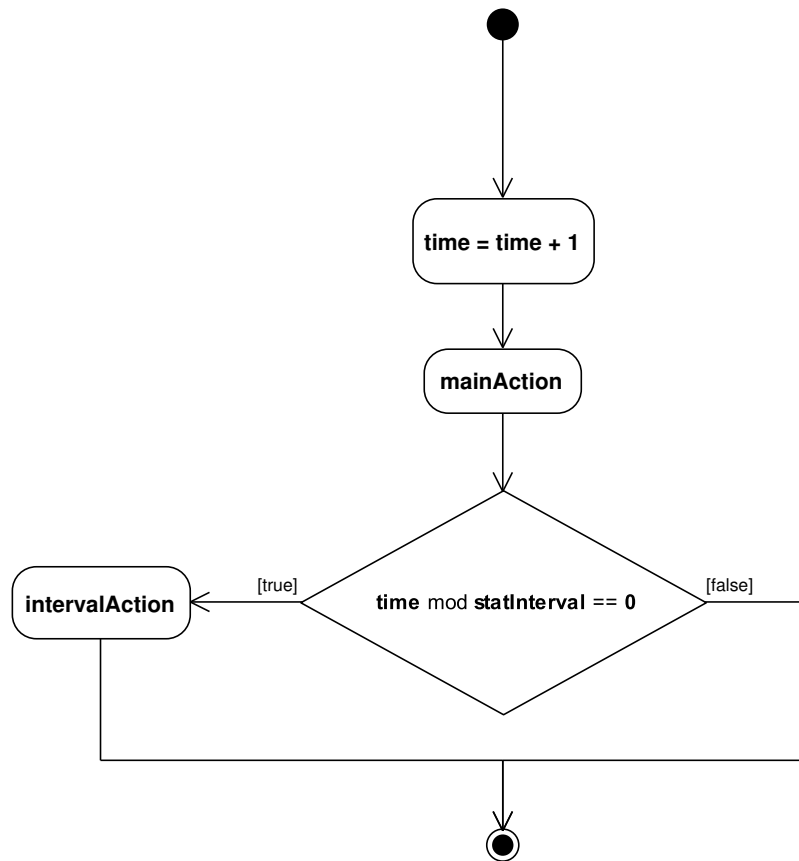 time = time + 1
mainAction
[true]
[false]
intervalAction
time mod statInterval == 0